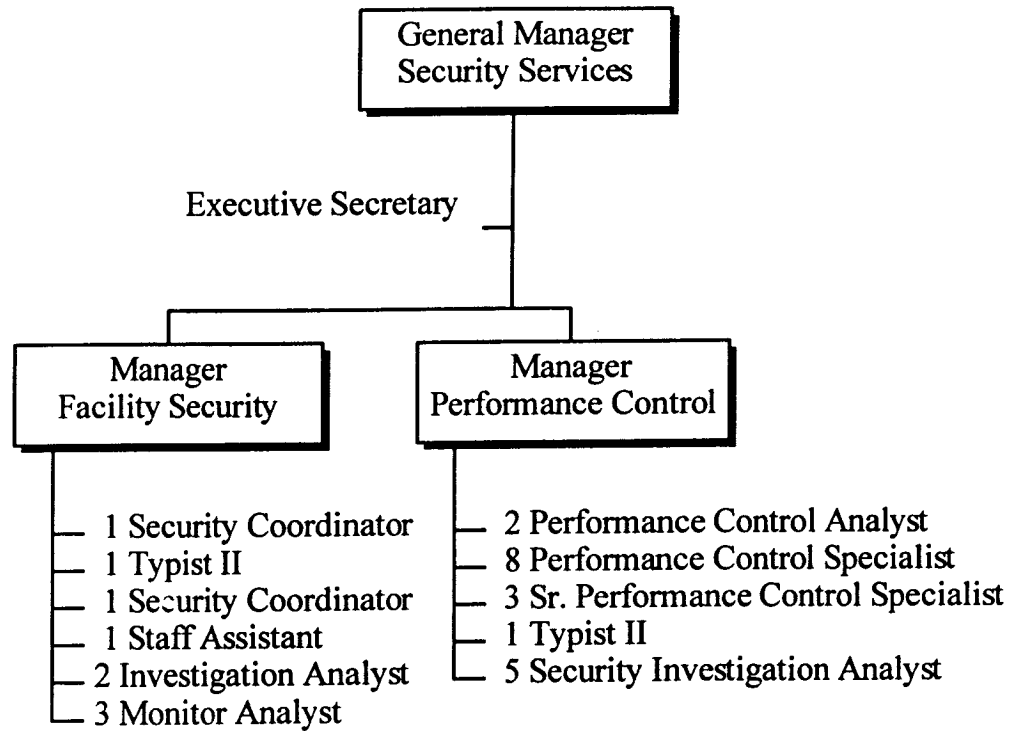 General Manager
Security Services
Executive Secretary
Manager
Facility Security
1 Security Coordinator
1 Typist II
1 Security Coordinator
1 Staff Assistant
2 Investigation Analyst
3 Monitor Analyst
Manager
Performance Control
2 Performance Control Analyst
8 Performance Control Specialist
3 Sr. Performance Control Specialist
1 Typist II
5 Security Investigation Analyst